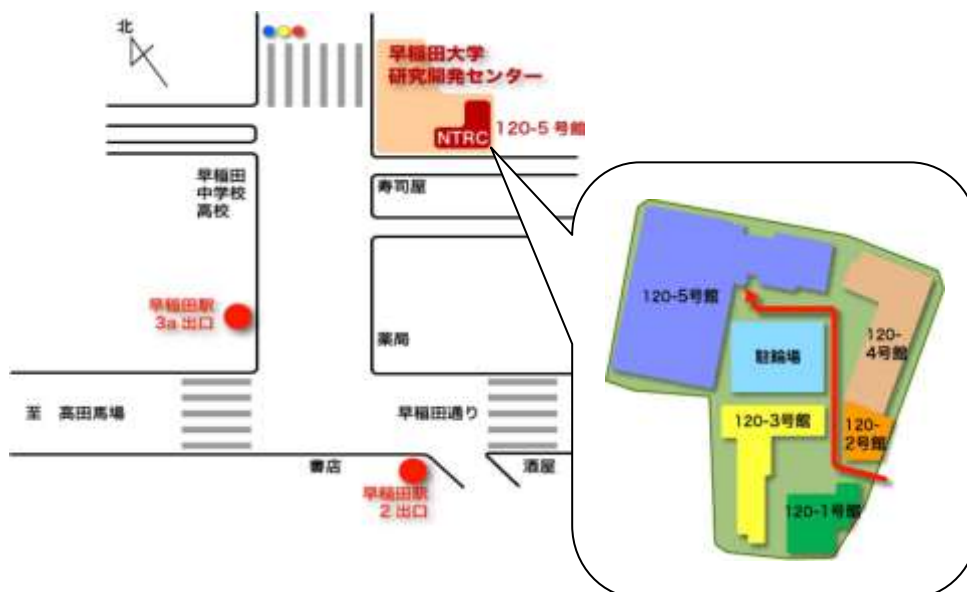 北
早稲田大学
研究開発センター
NTRC
120-5 号館
早稲田
中学校
高校
寿司屋
早稲田駅
3a 出口
薬局
至 高田馬場
早稲田通り
書店
酒屋
早稲田駅
2 出口
120-5号館
120-
4号館
駐輪場
120-3号館
120-
2号館
120-1号館